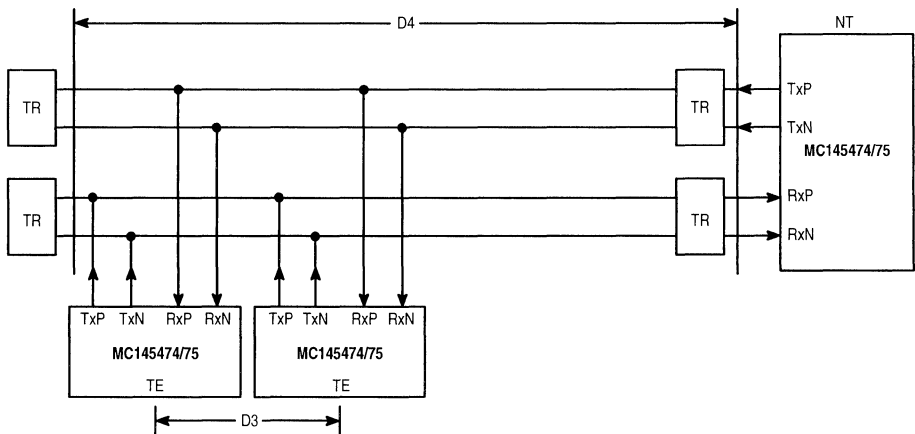 D4
NT
TR
TR
TxP
TxN
MC145474/75
TR
TR
RxP
RxN
TxP TxN RxP RxN
MC145474/75
TE
TxP TxN RxP RxN
MC145474/75
TE
D3